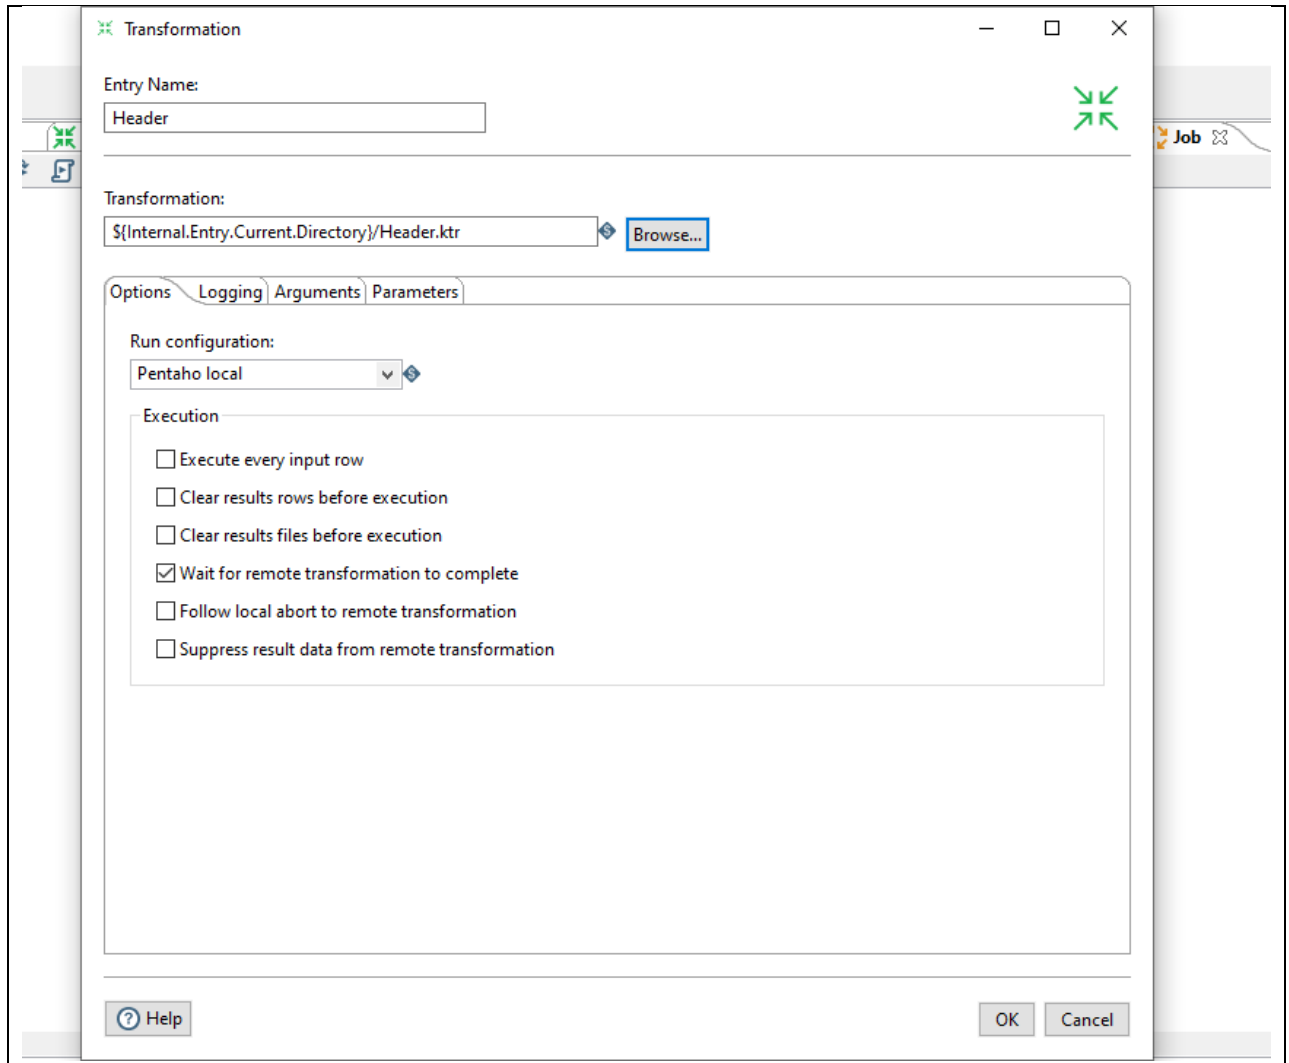 Transformation
Entry Name:
Header
Job
Transformation:
${Internal.Entry.Current.Directory}/Header.ktr
Browse...
Options Logging Arguments Parameters
Run configuration:
Pentaho local
Execution
Execute every input row
Clear results rows before execution
Clear results files before execution
Wait for remote transformation to complete
Follow local abort to remote transformation
Suppress result data from remote transformation
Help
OK
Cancel